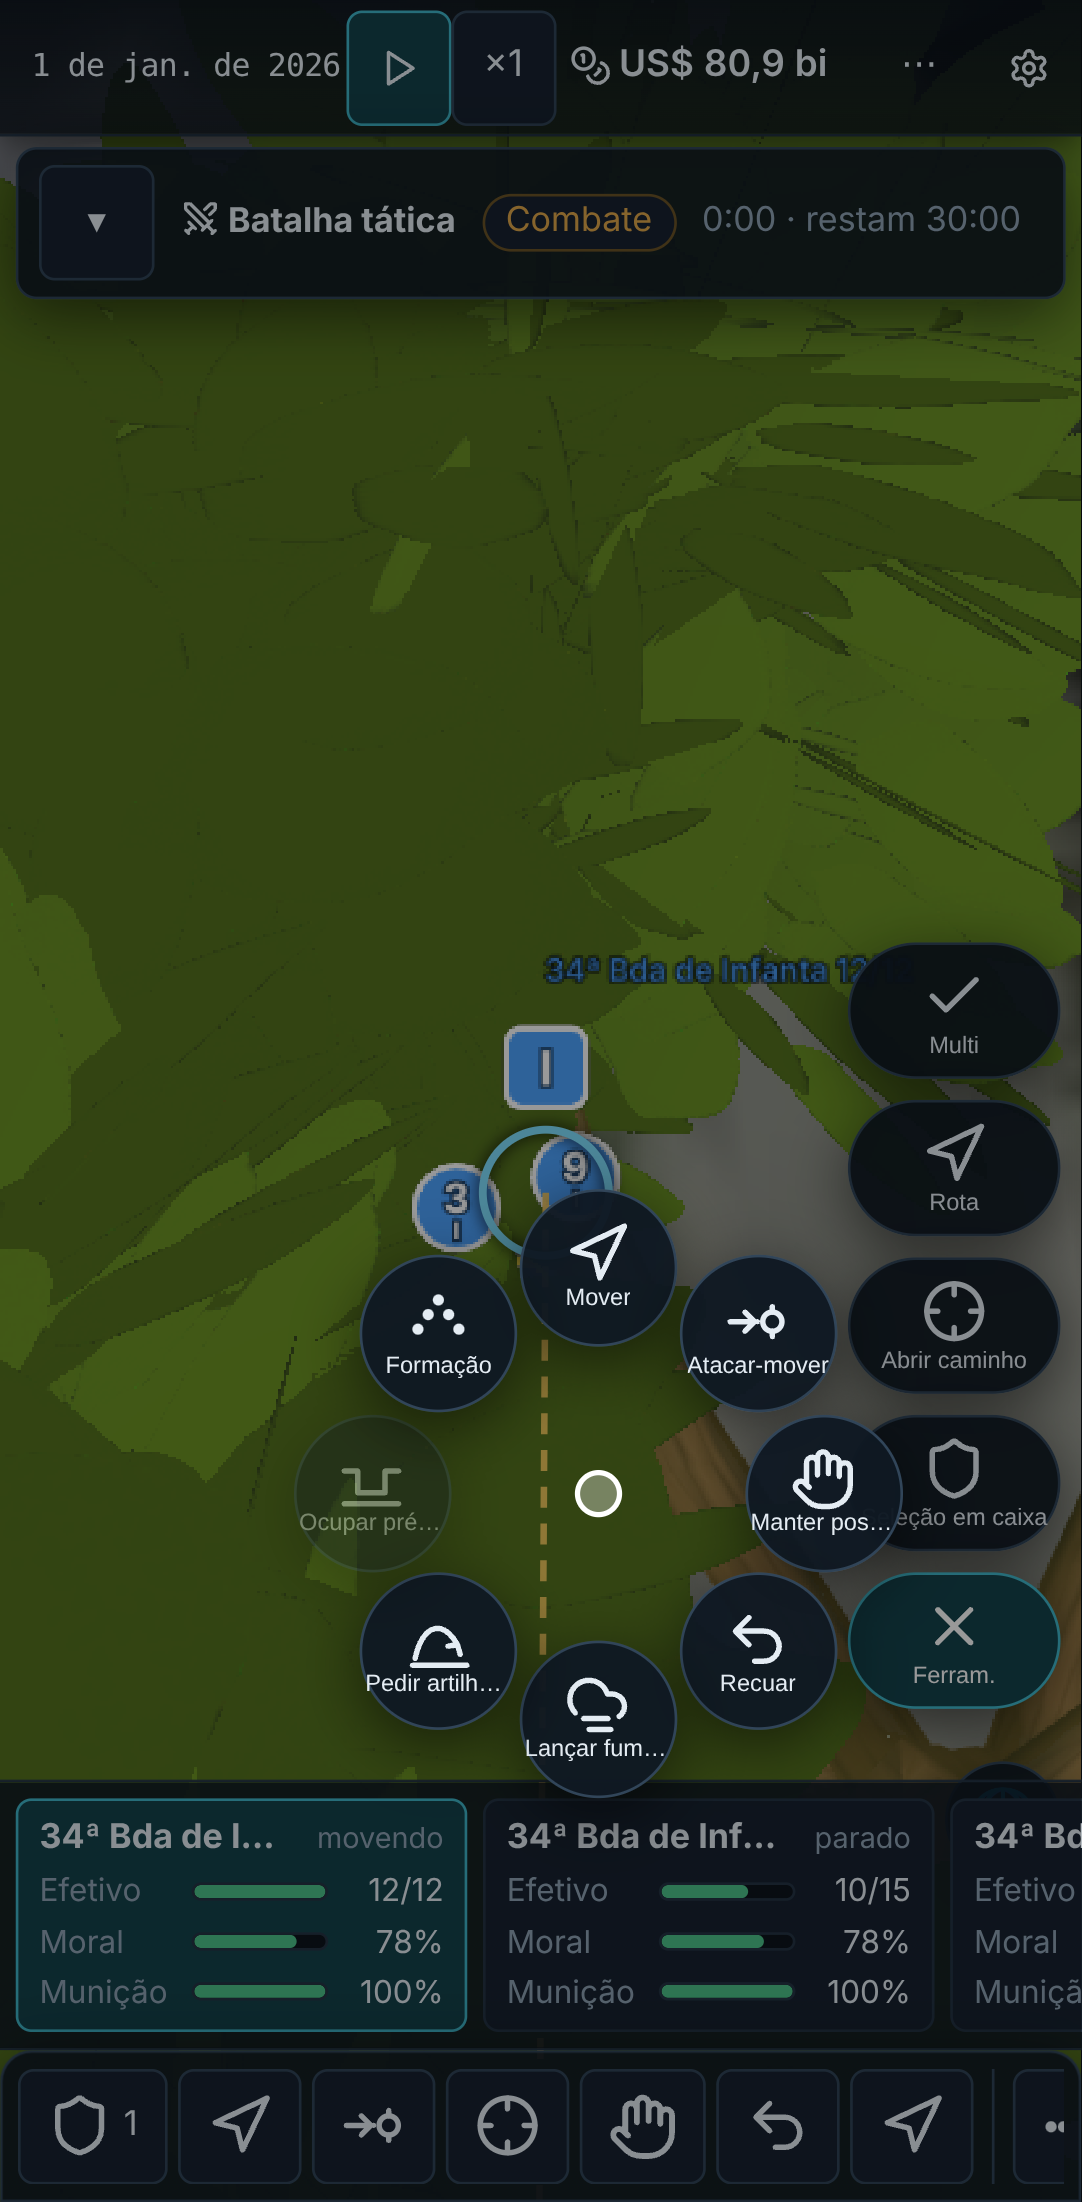 1 de jan. de 2026 ×1 US$ 80,9 bi ...
▼ Batalha tática Combate 0:00 · restam 30:00
34ª Bda de Infanta
Multi
I
Rota
3
I
9
Mover
Formação
Atacar-mover
Abrir caminho
Ocupar pré...
Manter pos...
eção em caixa
Pedir artilh...
Lançar fum...
Recuar
Ferram.
34ª Bda de I... movendo
Efetivo 12/12
Moral 78%
Munição 100%
34ª Bda de Inf... parado
Efetivo 10/15
Moral 78%
Munição 100%
34ª Bd
Efetivo
Moral
Muniçã
1